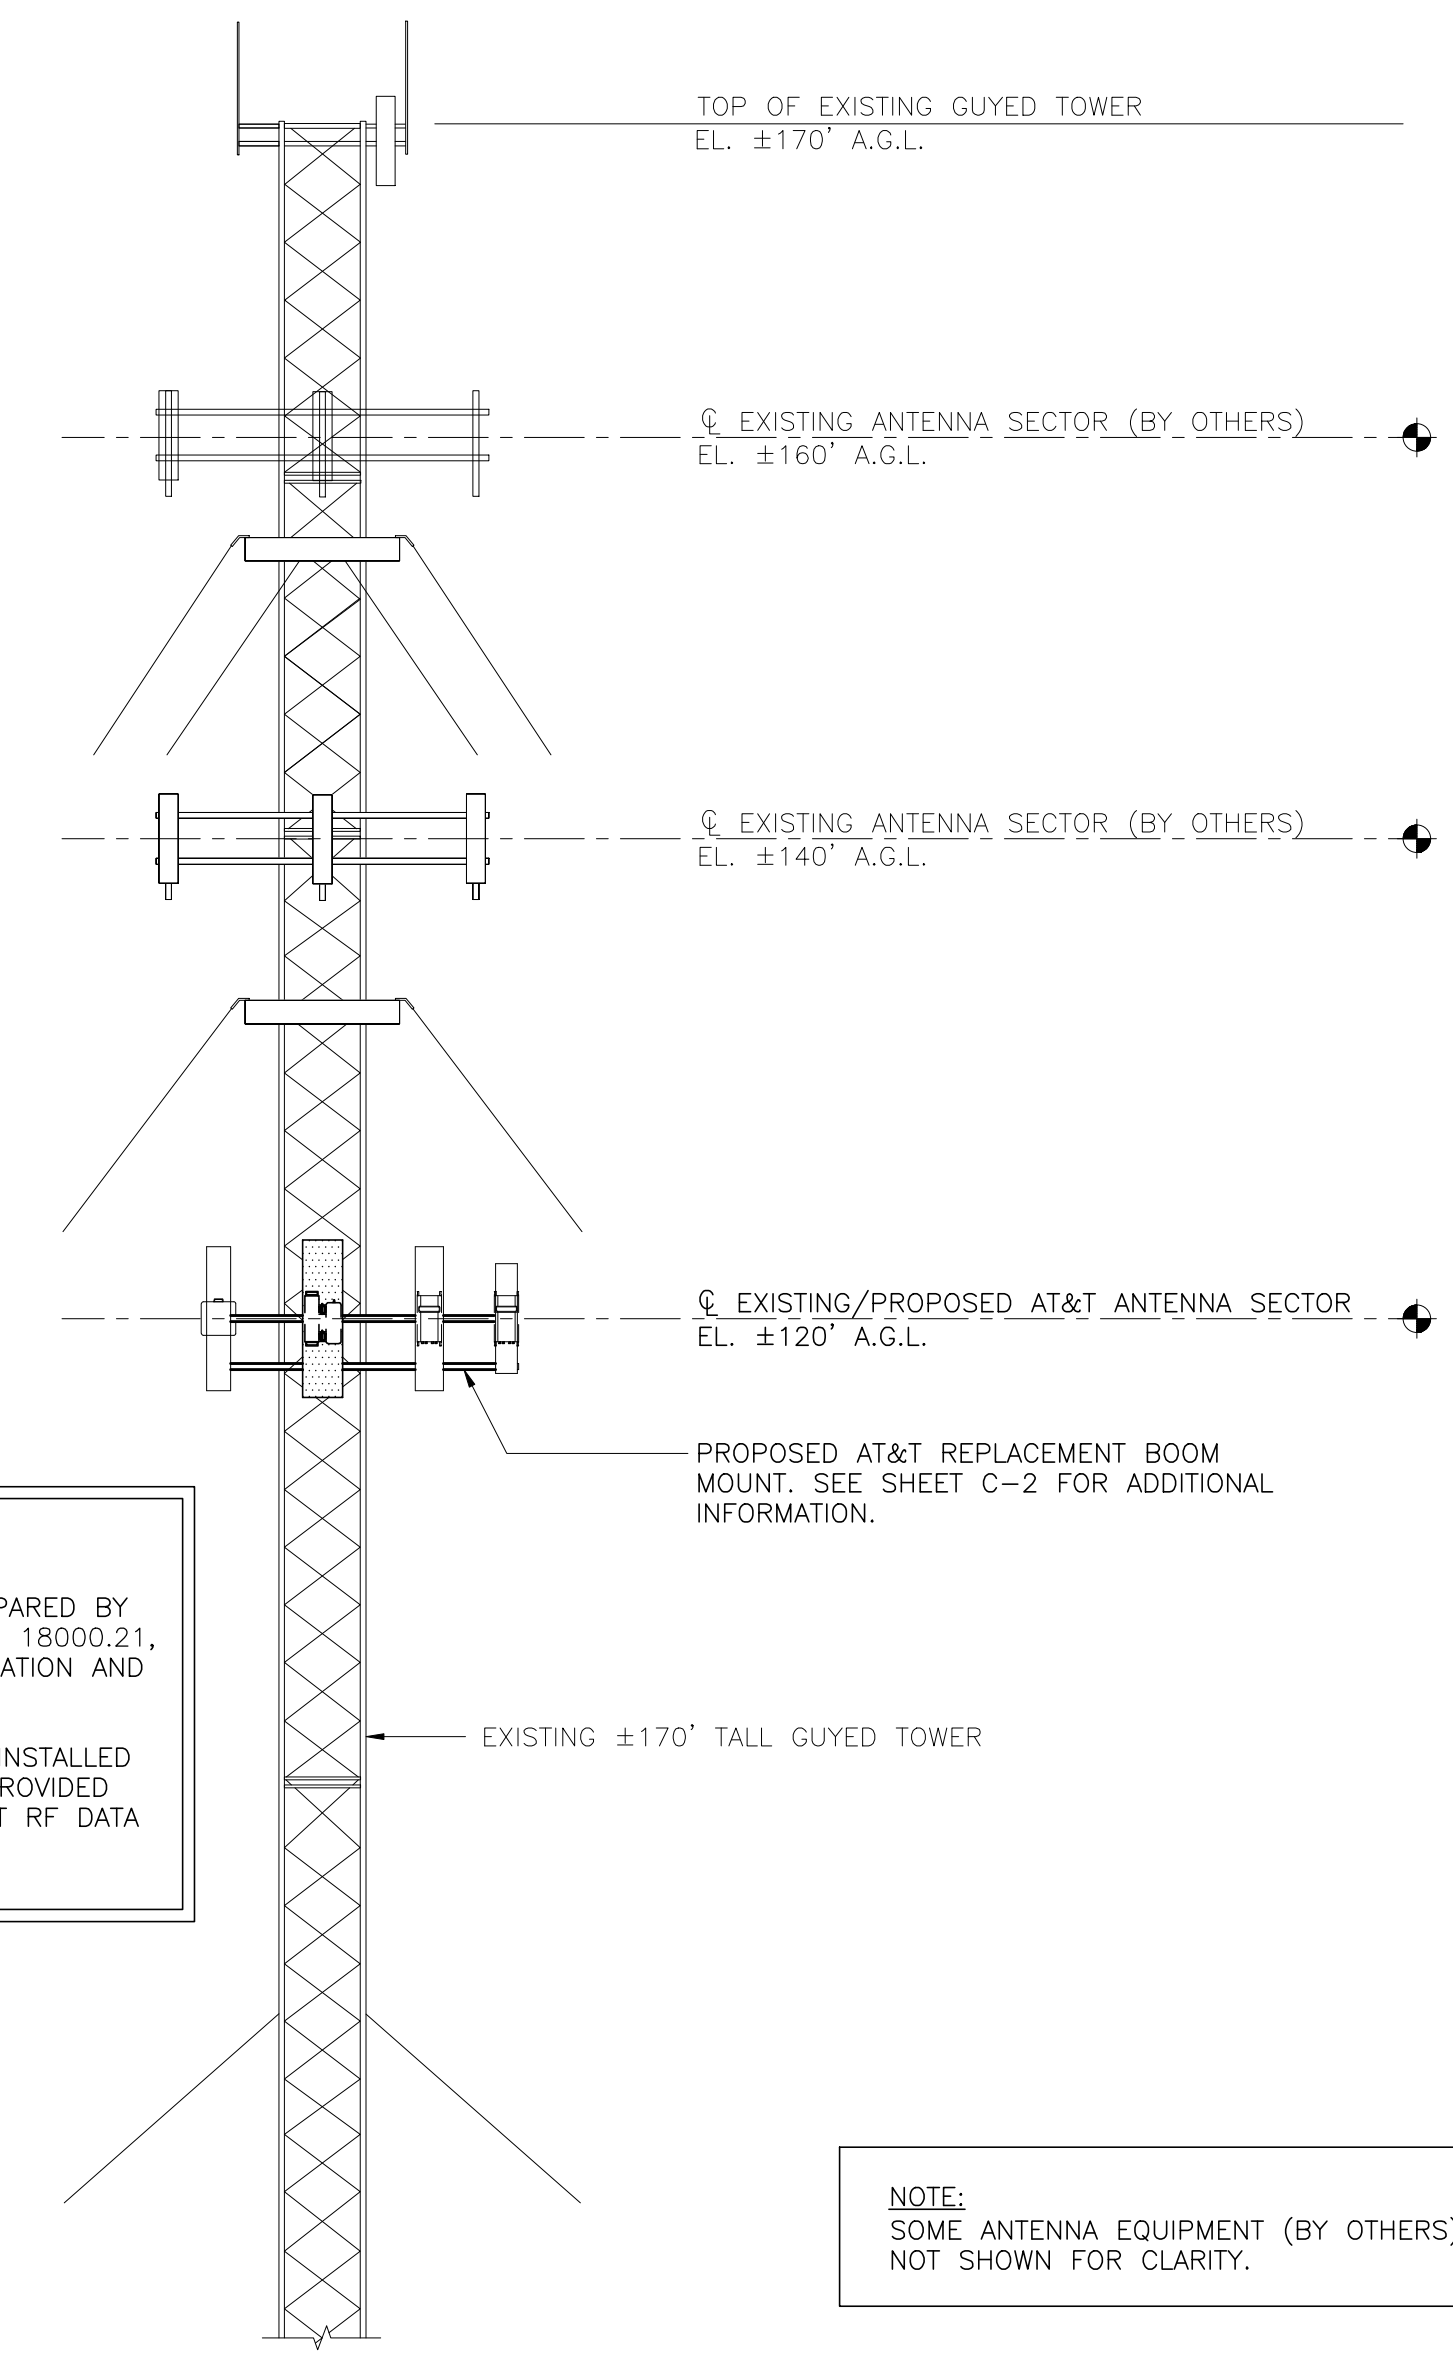 TOP OF EXISTING GUYED TOWER
EL. ±170' A.G.L.
℄ EXISTING ANTENNA SECTOR (BY OTHERS)
EL. ±160' A.G.L.
℄ EXISTING ANTENNA SECTOR (BY OTHERS)
EL. ±140' A.G.L.
℄ EXISTING/PROPOSED AT&T ANTENNA SECTOR
EL. ±120' A.G.L.
PROPOSED AT&T REPLACEMENT BOOM
MOUNT. SEE SHEET C-2 FOR ADDITIONAL
INFORMATION.
PARED BY
18000.21,
ATION AND
INSTALLED
ROVIDED
T RF DATA
EXISTING ±170' TALL GUYED TOWER
NOTE:
SOME ANTENNA EQUIPMENT (BY OTHERS)
NOT SHOWN FOR CLARITY.